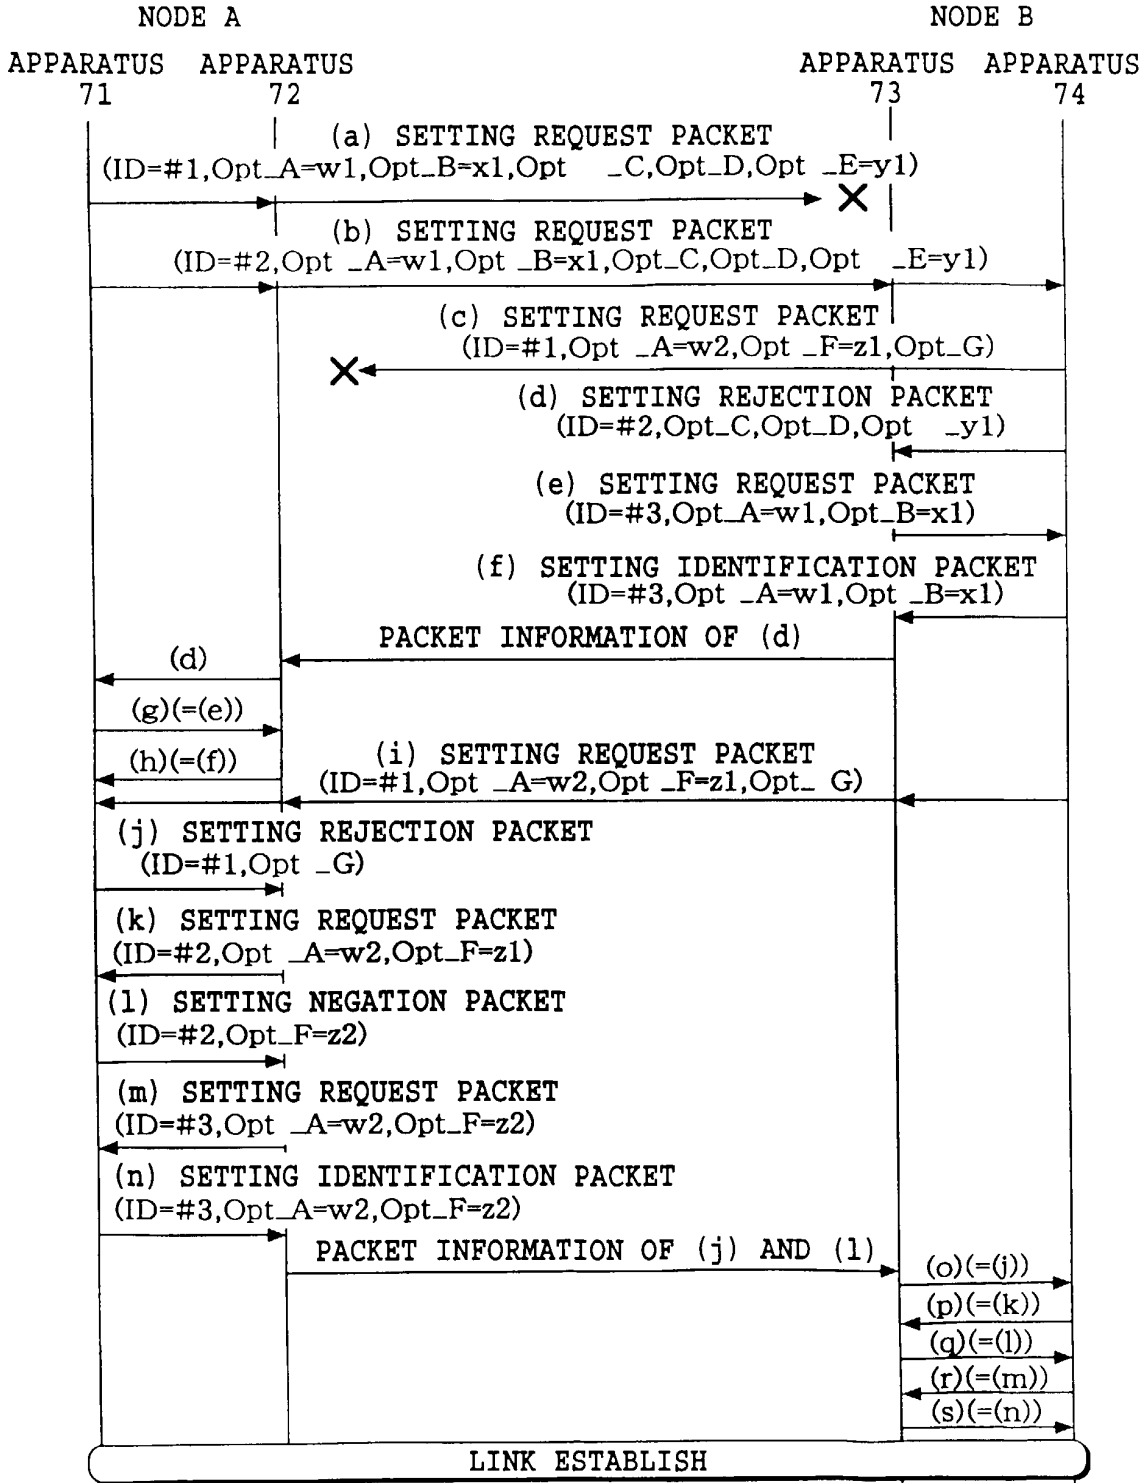 NODE A NODE B
APPARATUS APPARATUS APPARATUS APPARATUS
71 72 73 74
(a) SETTING REQUEST PACKET
(ID=#1,Opt_A=w1,Opt_B=x1,Opt _C,Opt_D,Opt _E=y1)
(b) SETTING REQUEST PACKET
(ID=#2,Opt _A=w1,Opt _B=x1,Opt_C,Opt_D,Opt _E=y1)
(c) SETTING REQUEST PACKET
(ID=#1,Opt _A=w2,Opt _F=z1,Opt_G)
(d) SETTING REJECTION PACKET
(ID=#2,Opt_C,Opt_D,Opt _y1)
(e) SETTING REQUEST PACKET
(ID=#3,Opt_A=w1,Opt_B=x1)
(f) SETTING IDENTIFICATION PACKET
(ID=#3,Opt _A=w1,Opt _B=x1)
PACKET INFORMATION OF (d)
(d)
(g)(=(e))
(h)(=(f))
(i) SETTING REQUEST PACKET
(ID=#1,Opt _A=w2,Opt _F=z1,Opt_ G)
(j) SETTING REJECTION PACKET
(ID=#1,Opt _G)
(k) SETTING REQUEST PACKET
(ID=#2,Opt _A=w2,Opt_F=z1)
(l) SETTING NEGATION PACKET
(ID=#2,Opt_F=z2)
(m) SETTING REQUEST PACKET
(ID=#3,Opt _A=w2,Opt_F=z2)
(n) SETTING IDENTIFICATION PACKET
(ID=#3,Opt_A=w2,Opt_F=z2)
PACKET INFORMATION OF (j) AND (l)
(o)(=(j))
(p)(=(k))
(q)(=(l))
(r)(=(m))
(s)(=(n))
LINK ESTABLISH